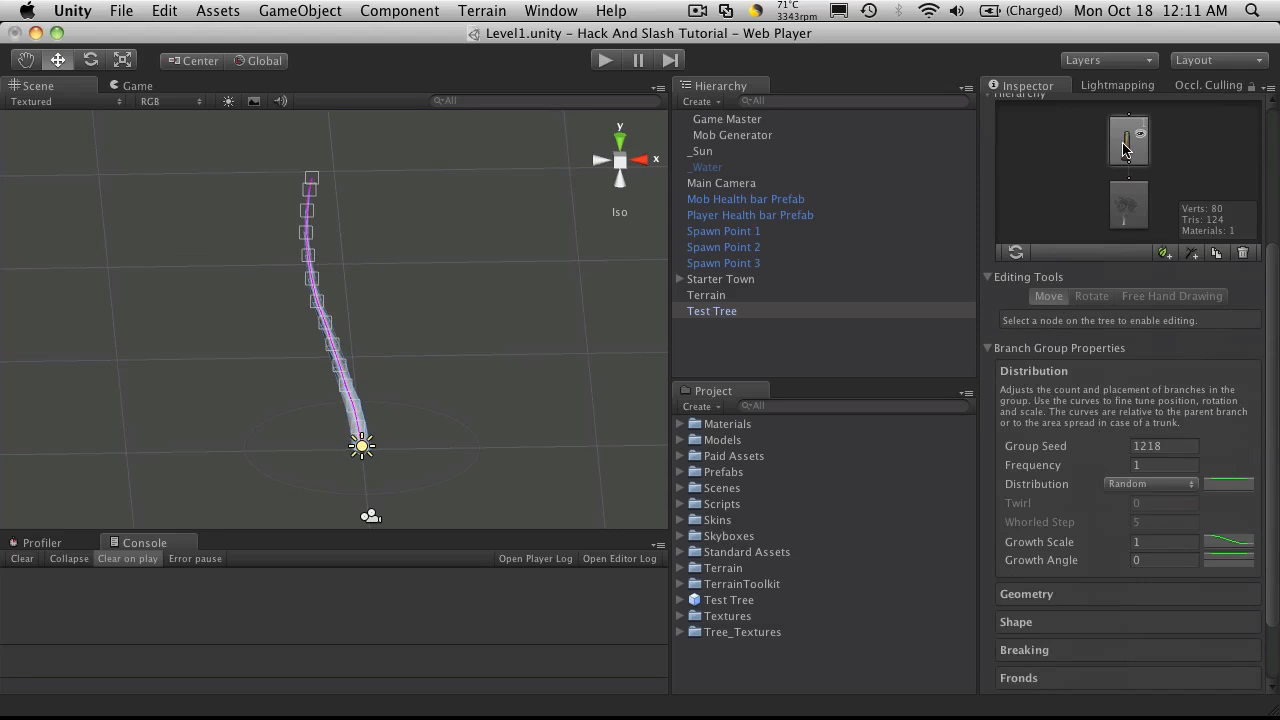 Unity File Edit Assets GameObject Component Terrain Window Help 71°C 3343rpm (Charged) Mon Oct 18 12:11 AM
Level1.unity - Hack And Slash Tutorial - Web Player
Center Global Layers Layout
Scene Game
Textured RGB All
y
x
Iso
Profiler Console
Clear Collapse Clear on play Error pause Open Player Log Open Editor Log
Hierarchy
Create All
Game Master
Mob Generator
_Sun
_Water
Main Camera
Mob Health bar Prefab
Player Health bar Prefab
Spawn Point 1
Spawn Point 2
Spawn Point 3
Starter Town
Terrain
Test Tree
Project
Create All
Materials
Models
Paid Assets
Prefabs
Scenes
Scripts
Skins
Skyboxes
Standard Assets
Terrain
TerrainToolkit
Test Tree
Textures
Tree_Textures
Inspector Lightmapping Occl. Culling
Hierarchy
1
Verts: 80
Tris: 124
Materials: 1
Editing Tools
Move Rotate Free Hand Drawing
Select a node on the tree to enable editing.
Branch Group Properties
Distribution
Adjusts the count and placement of branches in the
group. Use the curves to fine tune position, rotation
and scale. The curves are relative to the parent branch
or to the area spread in case of a trunk.
Group Seed 1218
Frequency 1
Distribution Random
Twirl 0
Whorled Step 5
Growth Scale 1
Growth Angle 0
Geometry
Shape
Breaking
Fronds